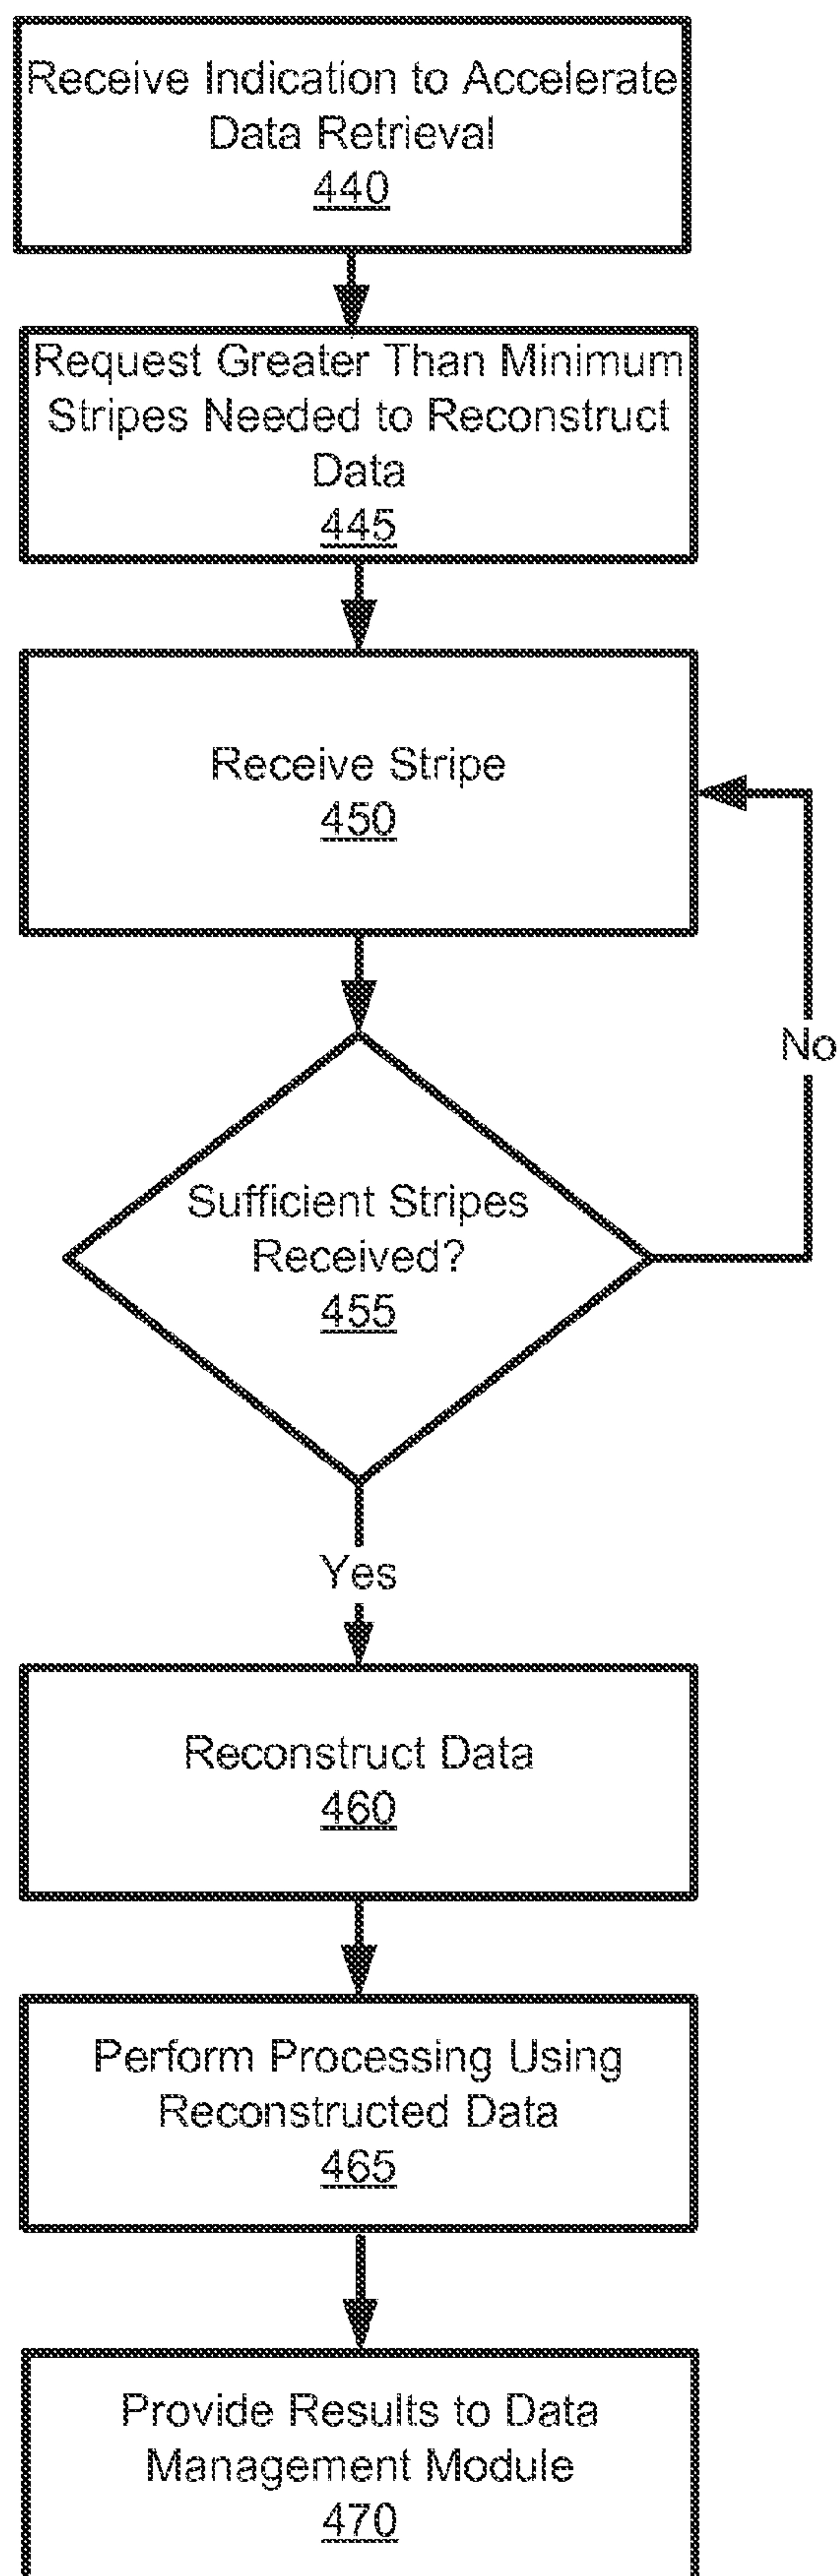 Receive Indication to Accelerate
Data Retrieval
440
Request Greater Than Minimum
Stripes Needed to Reconstruct
Data
445
Receive Stripe
450
No
Sufficient Stripes
Received?
455
Yes
Reconstruct Data
460
Perform Processing Using
Reconstructed Data
465
Provide Results to Data
Management Module
470